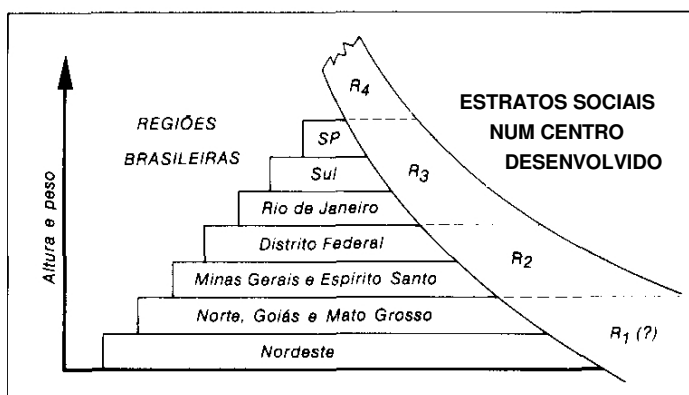 Altura e peso
REGIÕES
BRASILEIRAS
ESTRATOS SOCIAIS
NUM CENTRO
DESENVOLVIDO
R4
SP
R3
Sul
Rio de Janeiro
Distrito Federal
R2
Minas Gerais e Espírito Santo
Norte, Goiás e Mato Grosso
R1 (?)
Nordeste